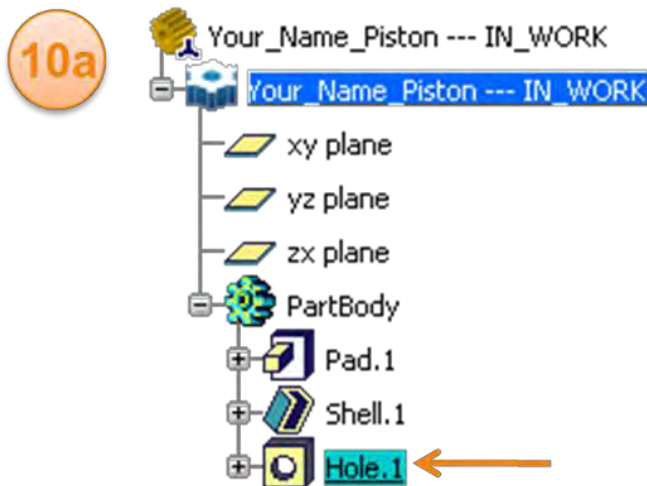 10a
Your_Name_Piston --- IN_WORK
Your_Name_Piston --- IN_WORK
xy plane
yz plane
zx plane
PartBody
Pad.1
Shell.1
Hole.1